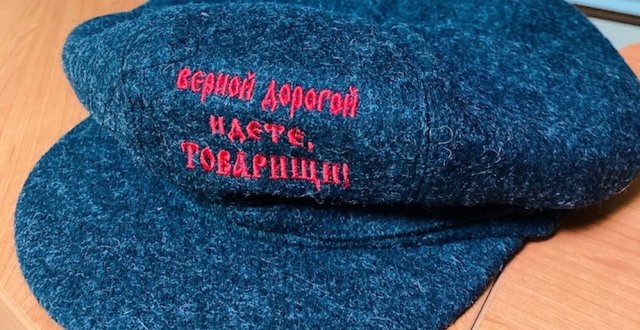 верной дорогой
идете,
товарищи!